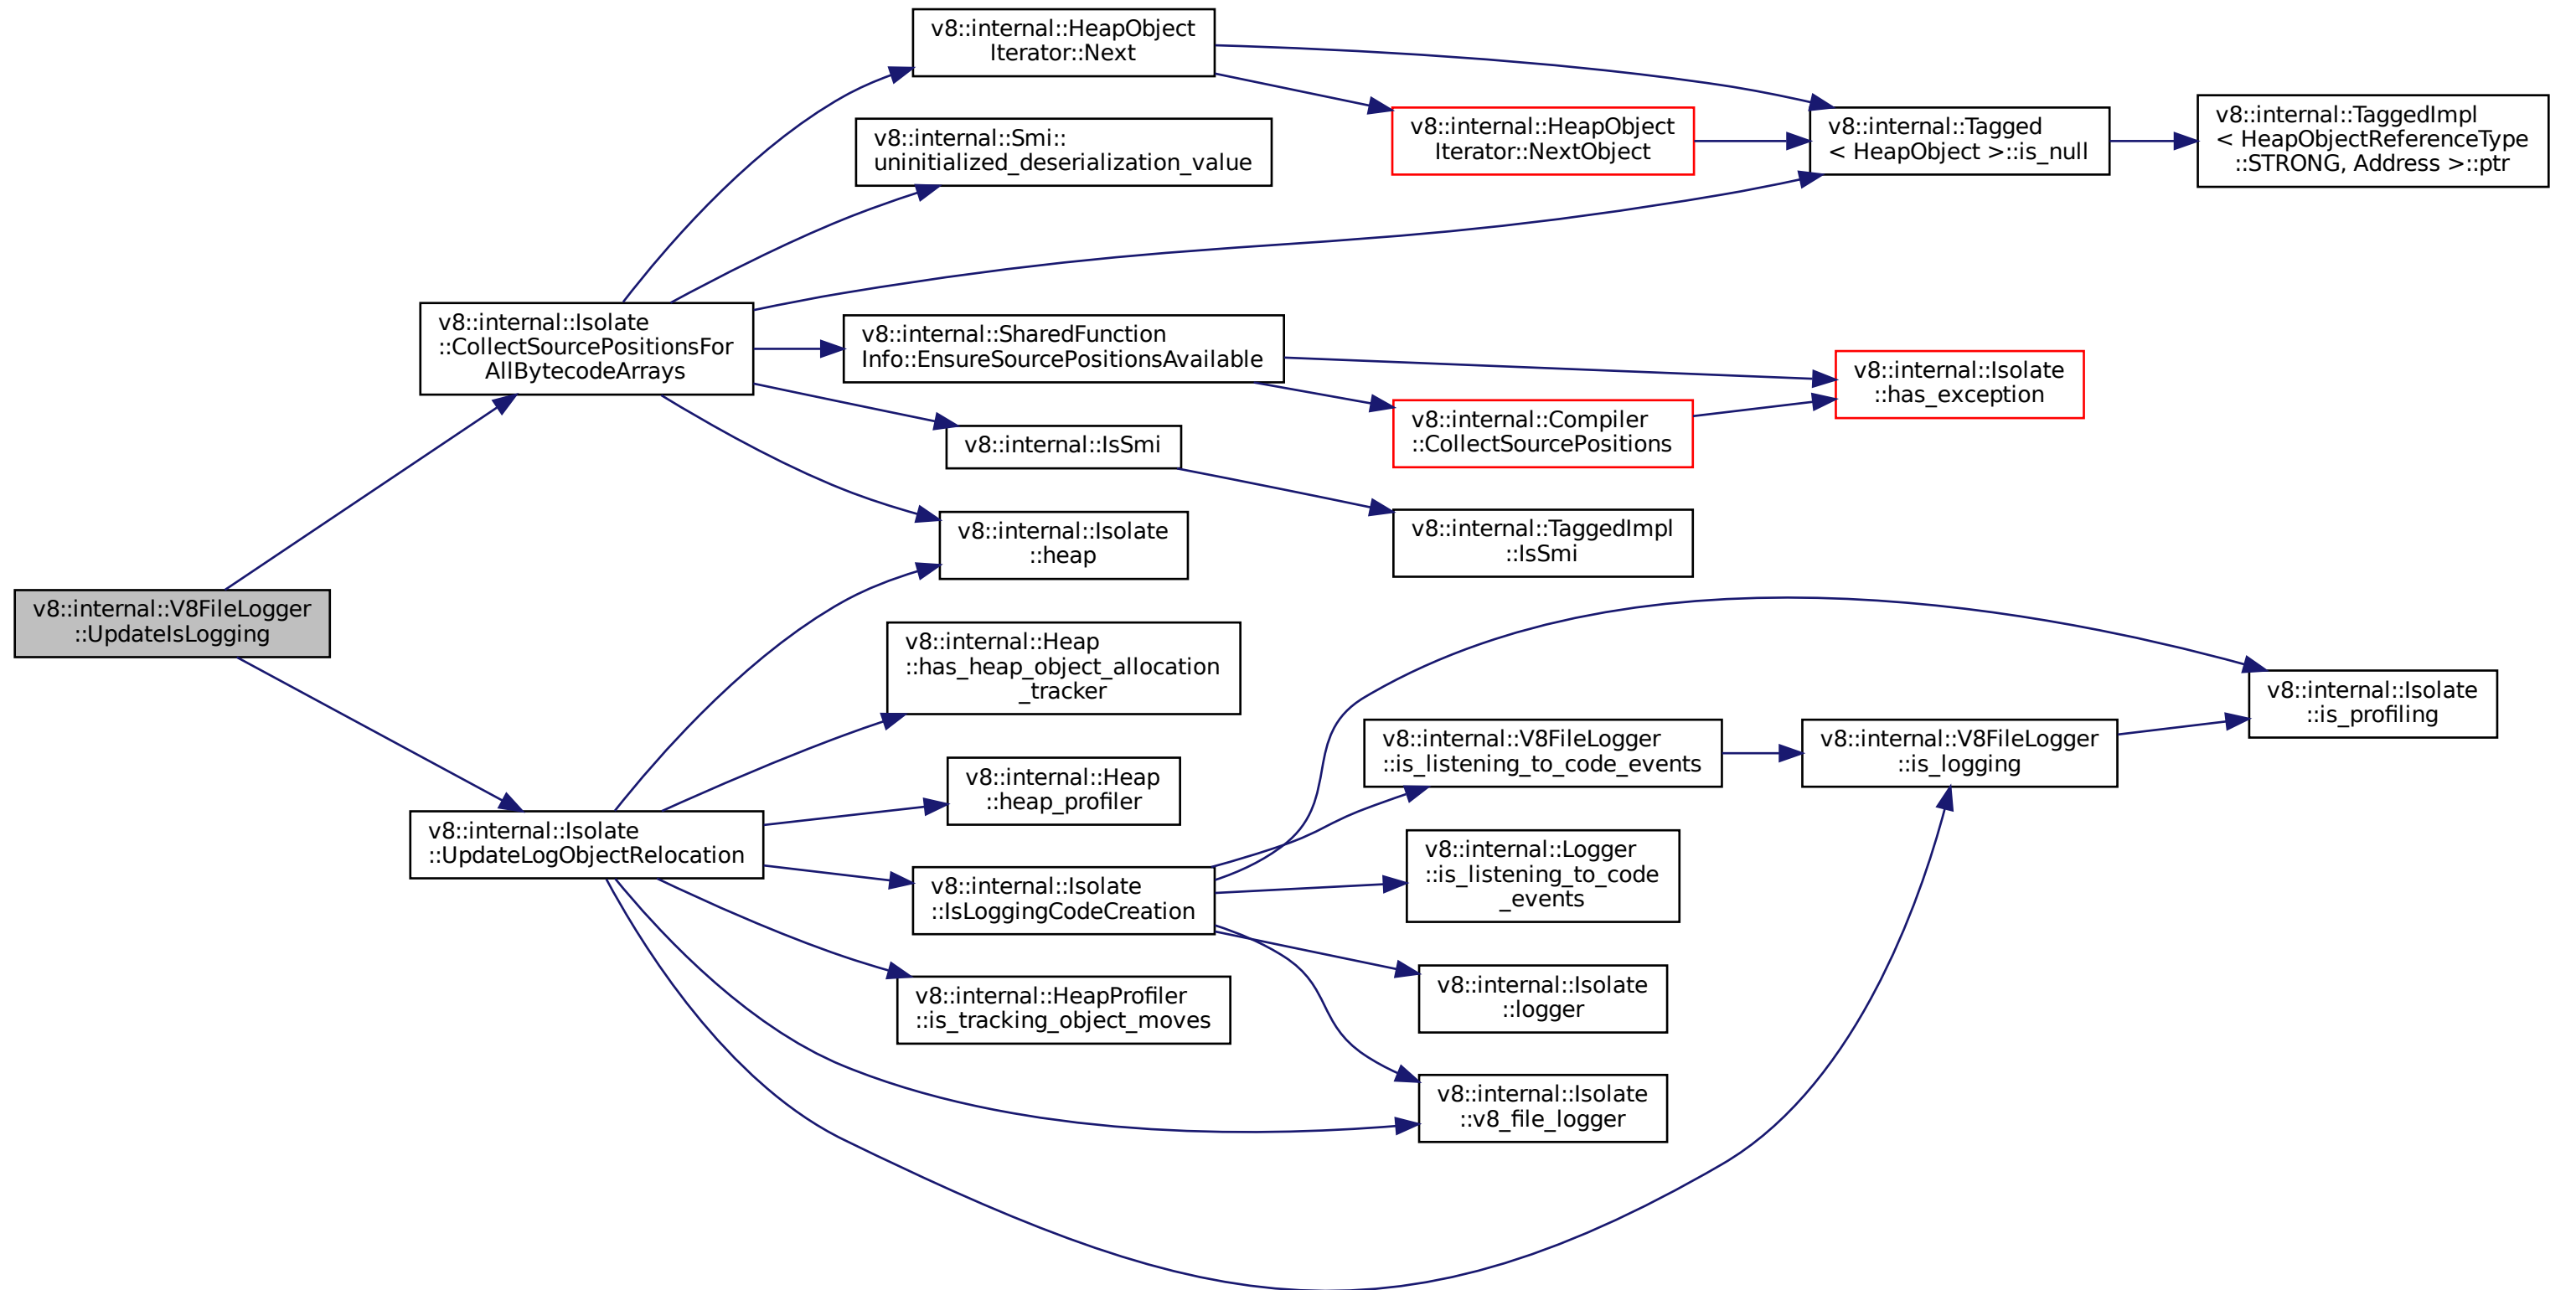 v8::internal::V8FileLogger
::UpdateIsLogging
v8::internal::Isolate
::CollectSourcePositionsFor
AllBytecodeArrays
v8::internal::Isolate
::UpdateLogObjectRelocation
v8::internal::HeapObject
Iterator::Next
v8::internal::Smi::
uninitialized_deserialization_value
v8::internal::SharedFunction
Info::EnsureSourcePositionsAvailable
v8::internal::IsSmi
v8::internal::Isolate
::heap
v8::internal::Heap
::has_heap_object_allocation
_tracker
v8::internal::Heap
::heap_profiler
v8::internal::Isolate
::IsLoggingCodeCreation
v8::internal::HeapProfiler
::is_tracking_object_moves
v8::internal::HeapObject
Iterator::NextObject
v8::internal::Compiler
::CollectSourcePositions
v8::internal::TaggedImpl
::IsSmi
v8::internal::V8FileLogger
::is_listening_to_code_events
v8::internal::Logger
::is_listening_to_code
_events
v8::internal::Isolate
::logger
v8::internal::Isolate
::v8_file_logger
v8::internal::Tagged
< HeapObject >::is_null
v8::internal::Isolate
::has_exception
v8::internal::V8FileLogger
::is_logging
v8::internal::TaggedImpl
< HeapObjectReferenceType
::STRONG, Address >::ptr
v8::internal::Isolate
::is_profiling